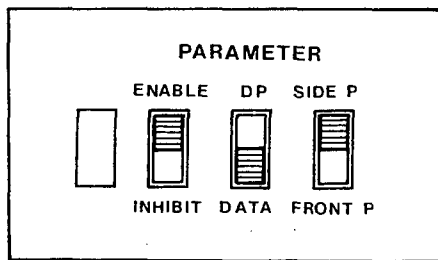 PARAMETER
ENABLE DP SIDE P
INHIBIT DATA FRONT P